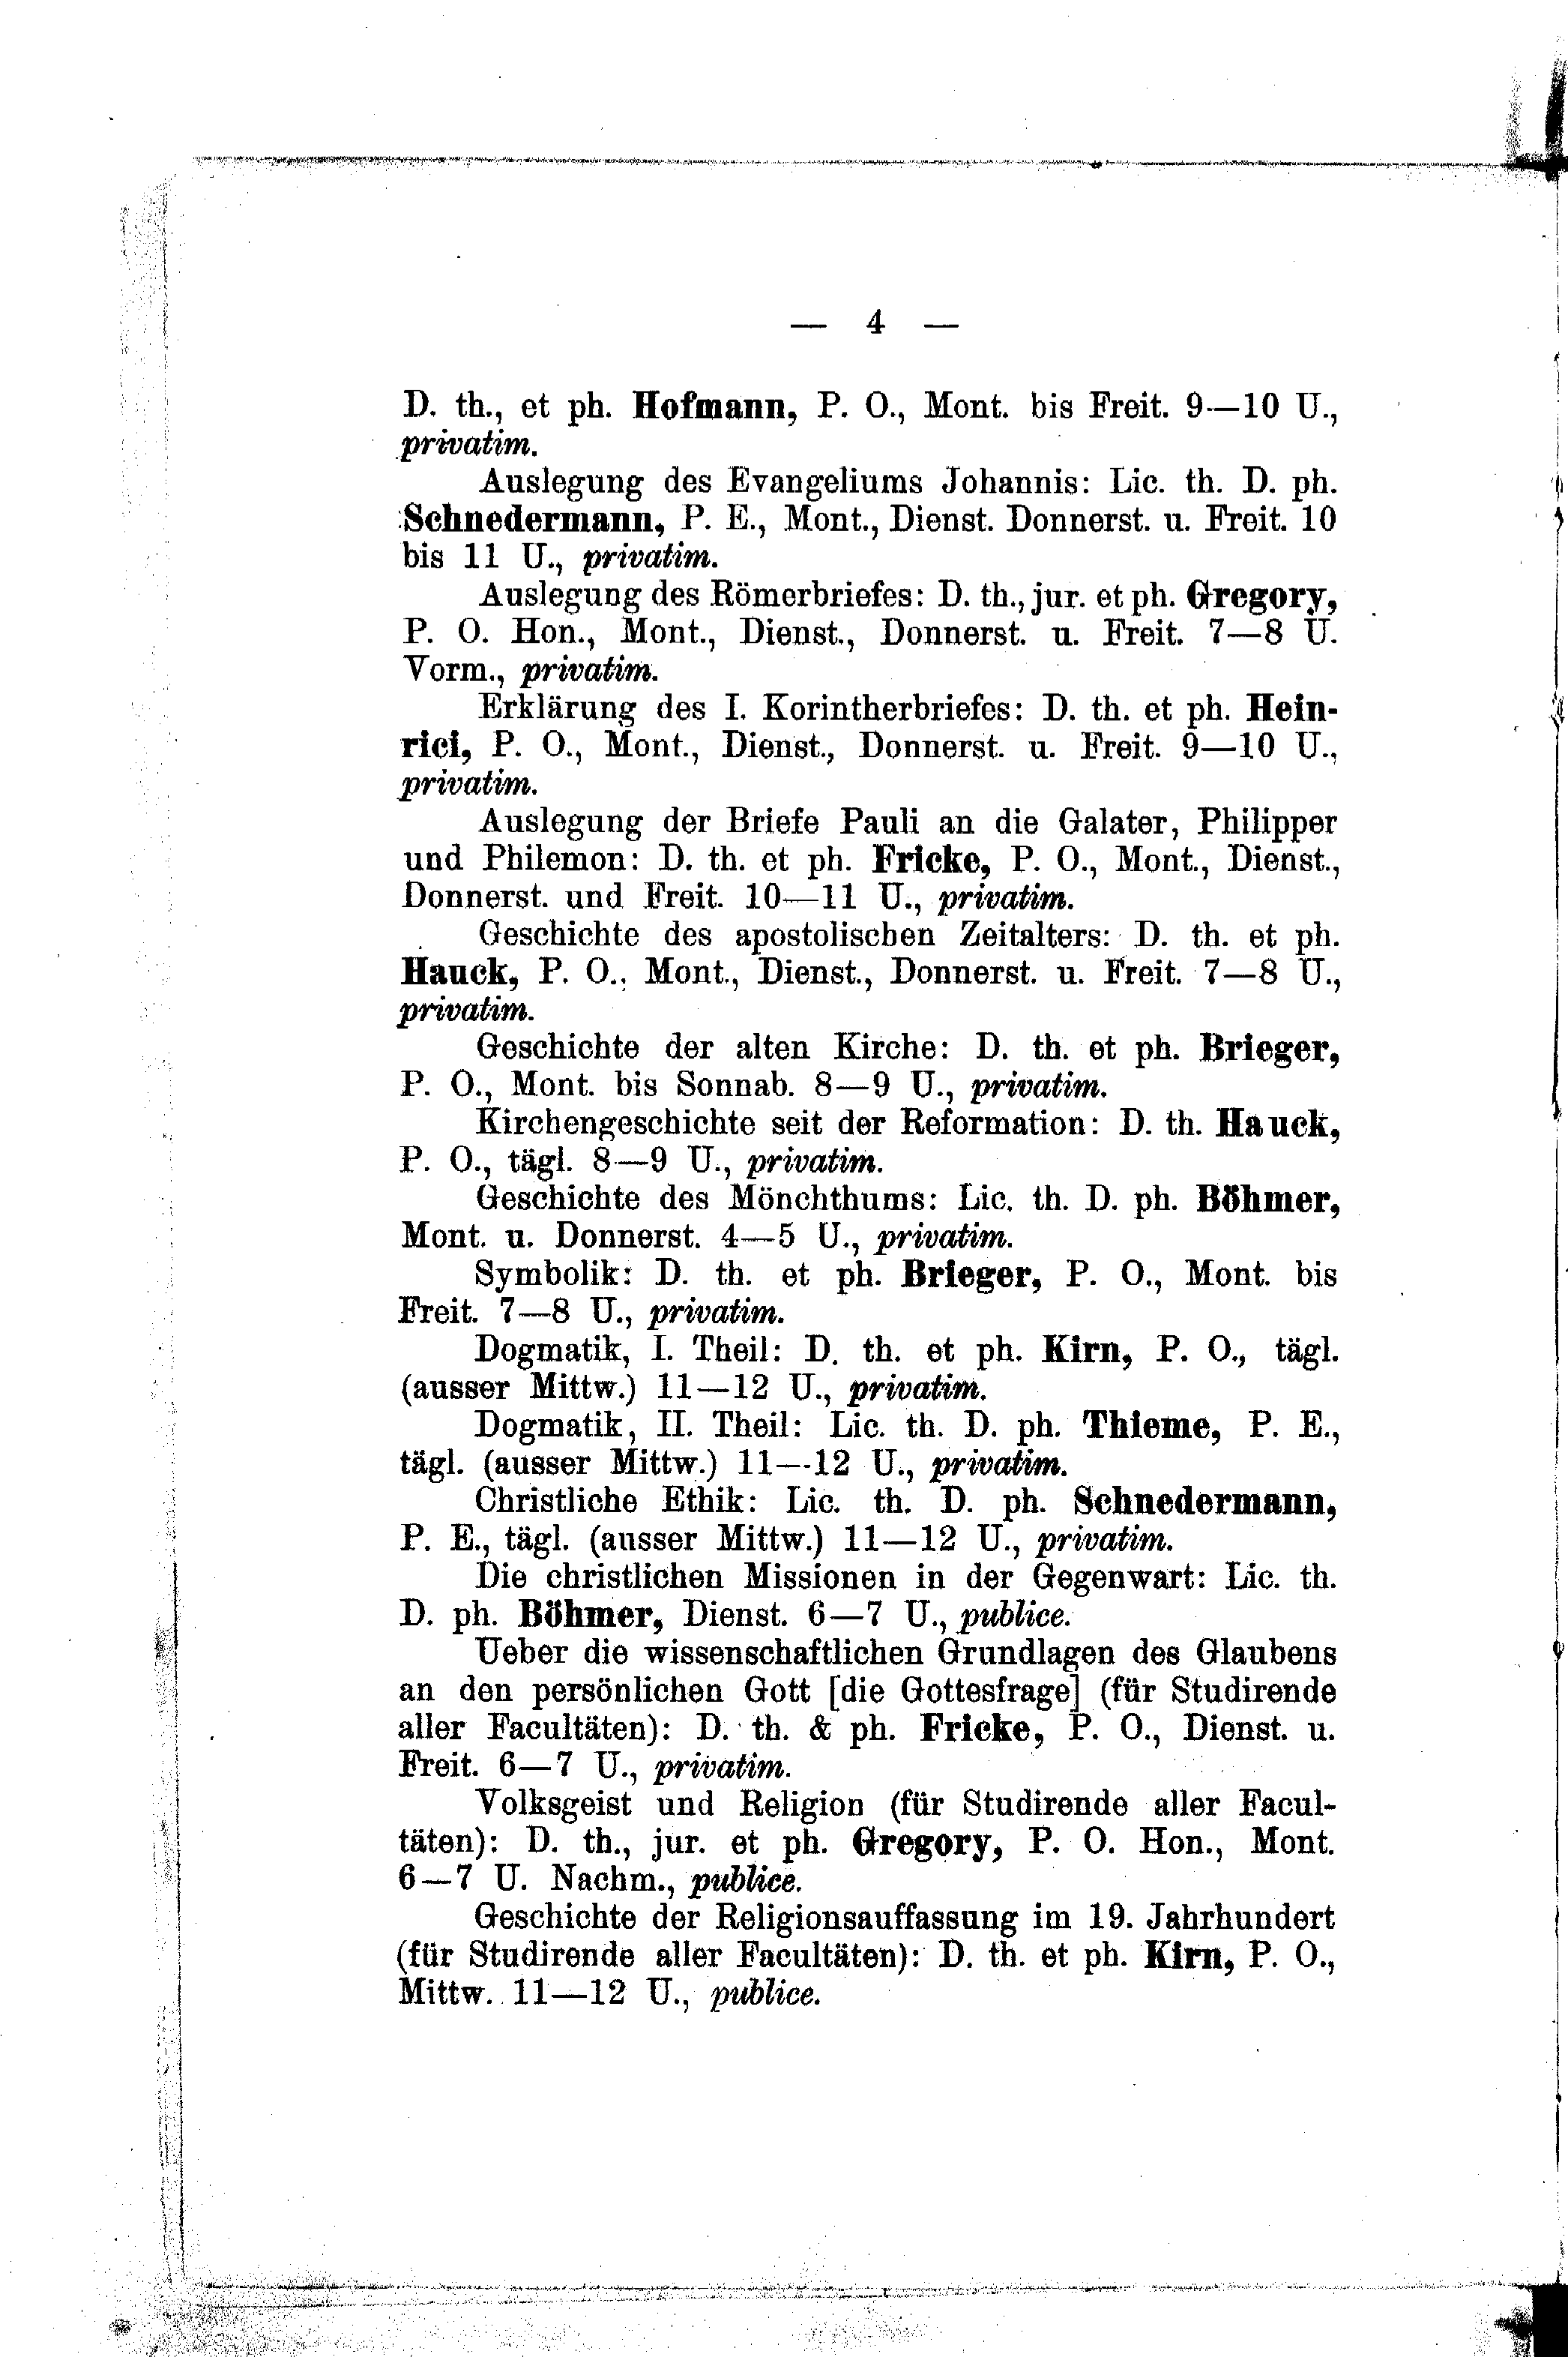 — 4 —
D. th., et ph. Hofmann, P. O., Mont. bis Freit. 9—10 U.,
privatim.
Auslegung des Evangeliums Johannis: Lic. th. D. ph.
Schnedermann, P. E., Mont., Dienst. Donnerst. u. Freit. 10
bis 11 U., privatim.
Auslegung des Römerbriefes: D. th., jur. et ph. Gregory,
P. O. Hon., Mont., Dienst., Donnerst. u. Freit. 7—8 U.
Vorm., privatim.
Erklärung des I. Korintherbriefes: D. th. et ph. Hein-
rici, P. O., Mont., Dienst., Donnerst. u. Freit. 9—10 U.,
privatim.
Auslegung der Briefe Pauli an die Galater, Philipper
und Philemon: D. th. et ph. Fricke, P. O., Mont., Dienst.,
Donnerst. und Freit. 10—11 U., privatim.
Geschichte des apostolischen Zeitalters: D. th. et ph.
Hauck, P. O., Mont., Dienst., Donnerst. u. Freit. 7—8 U.,
privatim.
Geschichte der alten Kirche: D. th. et ph. Brieger,
P. O., Mont. bis Sonnab. 8—9 U., privatim.
Kirchengeschichte seit der Reformation: D. th. Hauck,
P. O., tägl. 8—9 U., privatim.
Geschichte des Mönchthums: Lic. th. D. ph. Böhmer,
Mont. u. Donnerst. 4—5 U., privatim.
Symbolik: D. th. et ph. Brieger, P. O., Mont. bis
Freit. 7—8 U., privatim.
Dogmatik, I. Theil: D. th. et ph. Kirn, P. O., tägl.
(ausser Mittw.) 11—12 U., privatim.
Dogmatik, II. Theil: Lic. th. D. ph. Thieme, P. E.,
tägl. (ausser Mittw.) 11—12 U., privatim.
Christliche Ethik: Lic. th. D. ph. Schnedermann,
P. E., tägl. (ausser Mittw.) 11—12 U., privatim.
Die christlichen Missionen in der Gegenwart: Lic. th.
D. ph. Böhmer, Dienst. 6—7 U., publice.
Ueber die wissenschaftlichen Grundlagen des Glaubens
an den persönlichen Gott [die Gottesfrage] (für Studirende
aller Facultäten): D. th. & ph. Fricke, P. O., Dienst. u.
Freit. 6—7 U., privatim.
Volksgeist und Religion (für Studirende aller Facul-
täten): D. th., jur. et ph. Gregory, P. O. Hon., Mont.
6—7 U. Nachm., publice.
Geschichte der Religionsauffassung im 19. Jahrhundert
(für Studirende aller Facultäten): D. th. et ph. Kirn, P. O.,
Mittw. 11—12 U., publice.